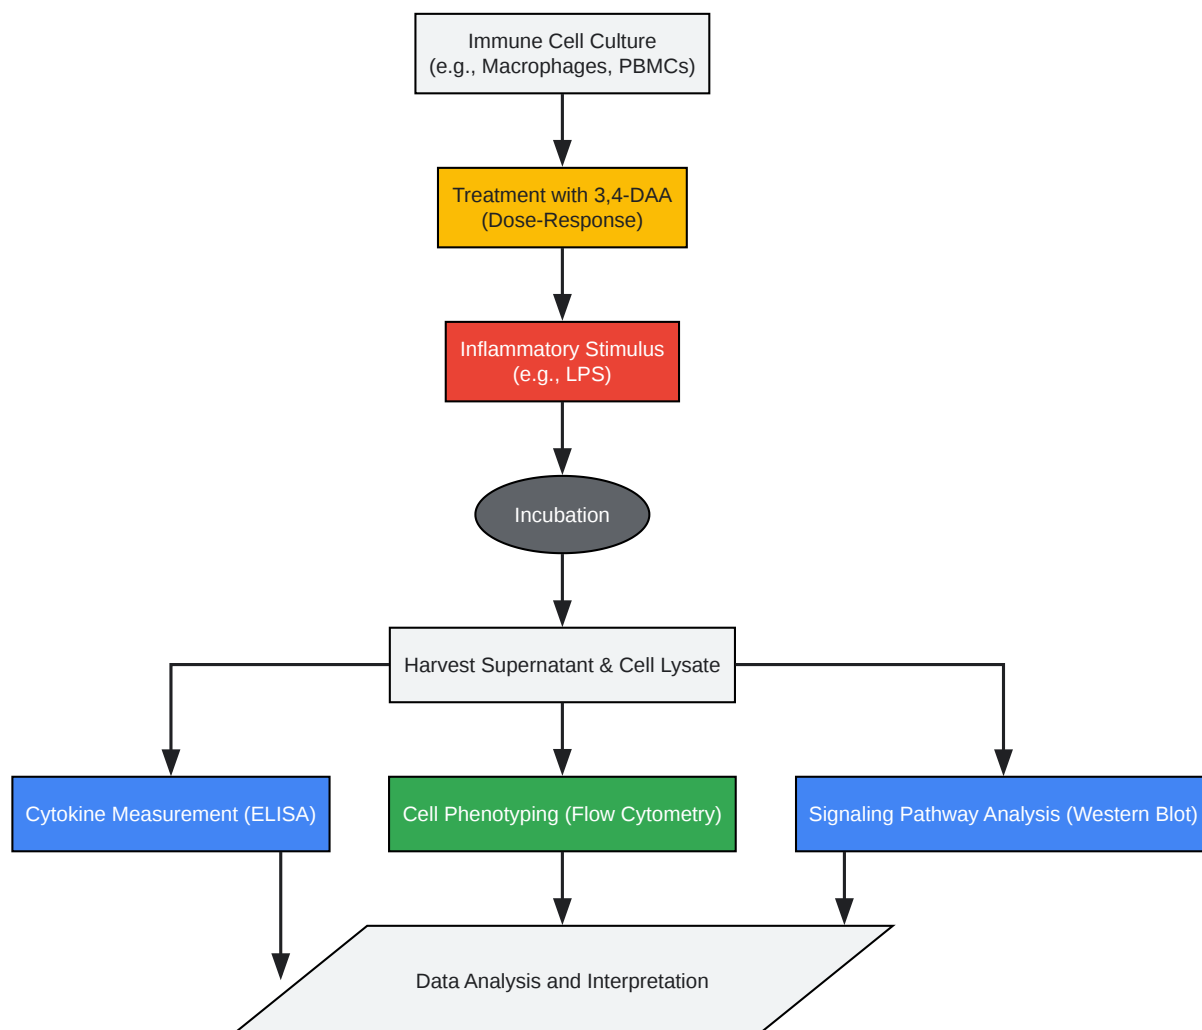 Immune Cell Culture
(e.g., Macrophages, PBMCs)
Treatment with 3,4-DAA
(Dose-Response)
Inflammatory Stimulus
(e.g., LPS)
Incubation
Harvest Supernatant & Cell Lysate
Cytokine Measurement (ELISA)
Cell Phenotyping (Flow Cytometry)
Signaling Pathway Analysis (Western Blot)
Data Analysis and Interpretation